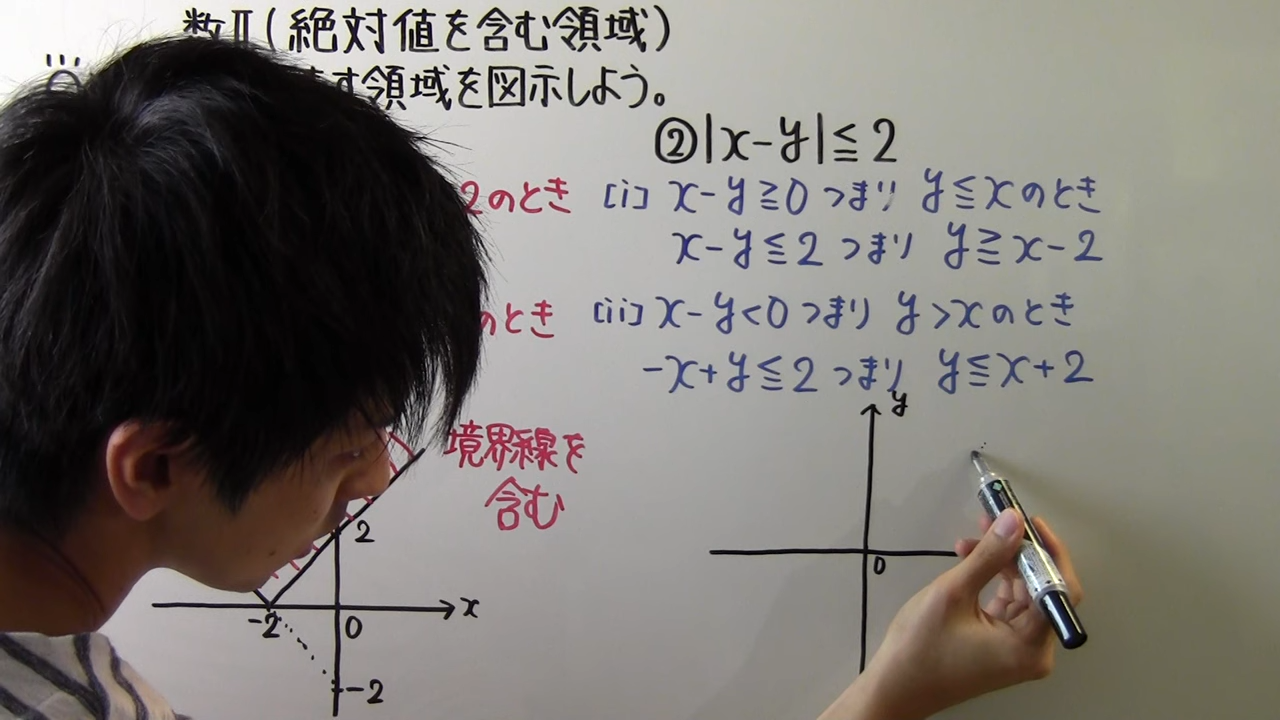 数Ⅱ(絶対値を含む領域)
す領域を図示しよう。
②|x-y|≦2
2のとき
[i] x-y≧0 つまり y≦xのとき
x-y≦2 つまり y≧x-2
のとき
[ii] x-y<0 つまり y>xのとき
-x+y≦2 つまり y≦x+2
境界線を
含む
2
-2
0
x
-2
y
0